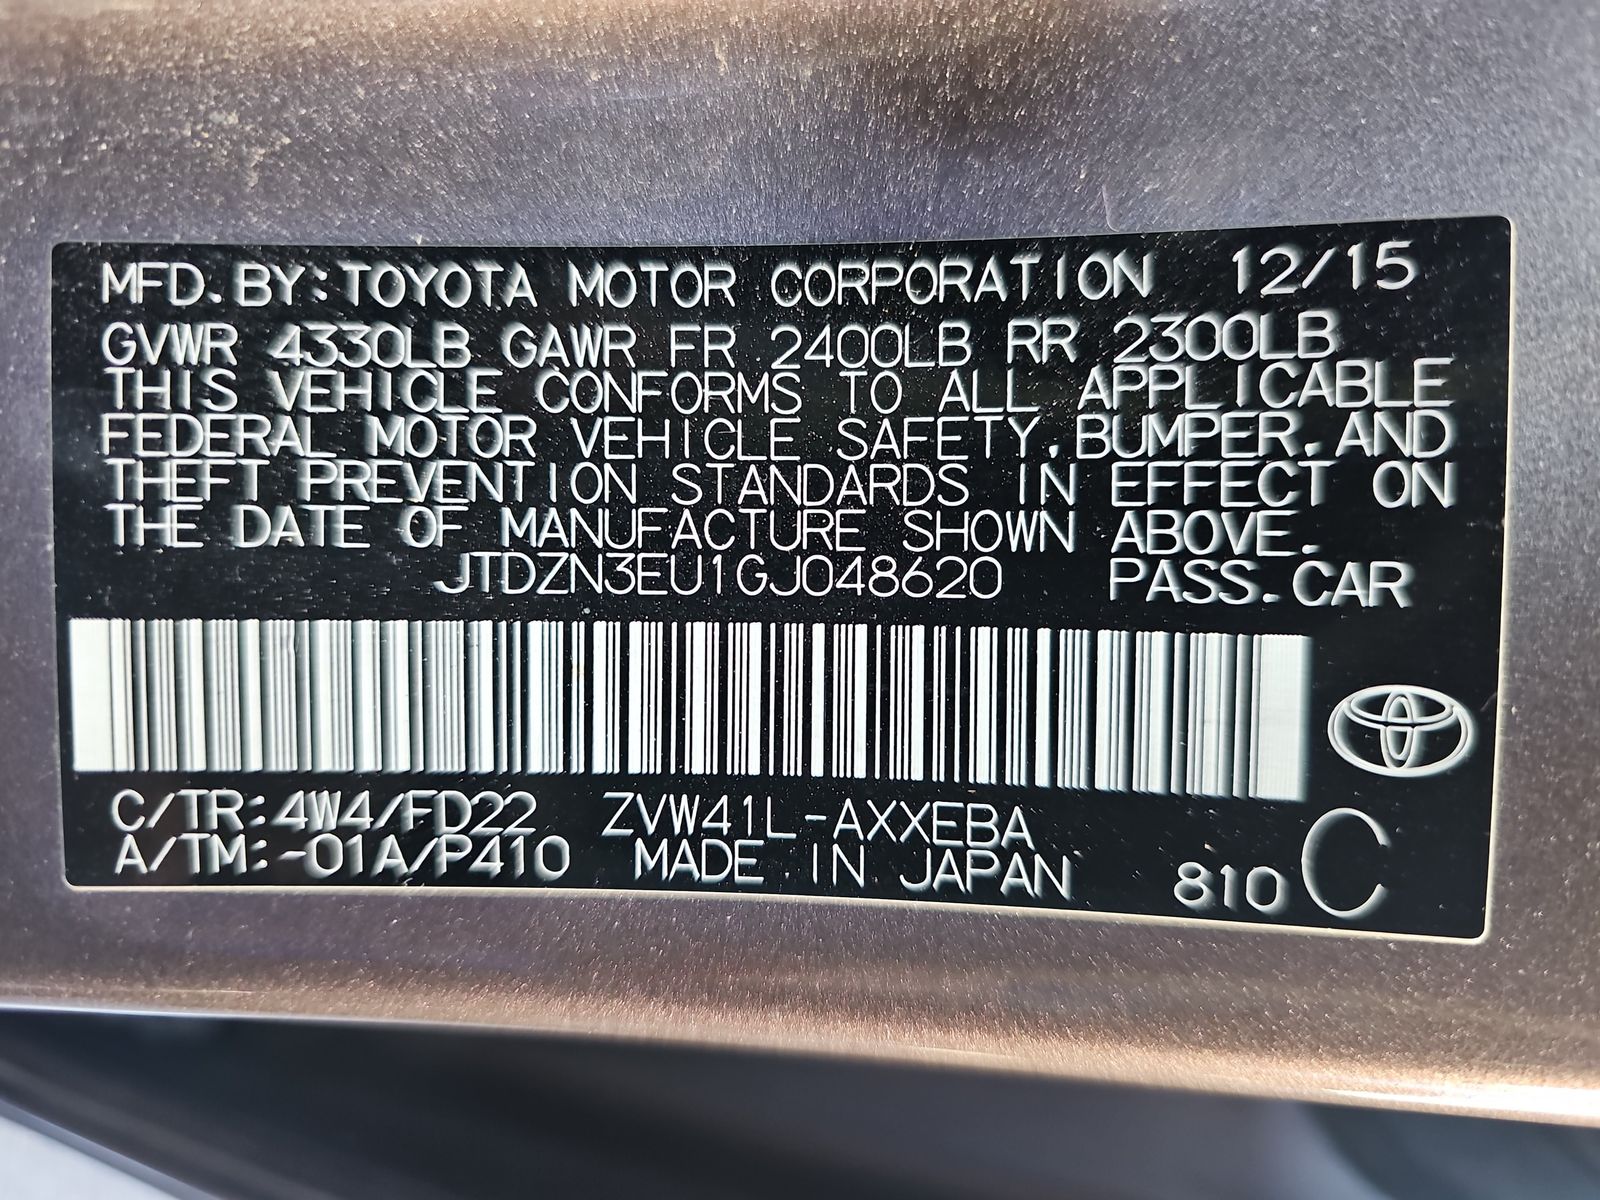 MFD. BY: TOYOTA MOTOR CORPORATION 12/15
GVWR 4330LB GAWR FR 2400LB RR 2300LB
THIS VEHICLE CONFORMS TO ALL APPLICABLE
FEDERAL MOTOR VEHICLE SAFETY, BUMPER, AND
THEFT PREVENTION STANDARDS IN EFFECT ON
THE DATE OF MANUFACTURE SHOWN ABOVE.
JTDZN3EU1GJ048620 PASS. CAR
C/TR: 4W4/FD22 ZVW41L-AXXEBA
A/TM: -01A/P410 MADE IN JAPAN 810 C